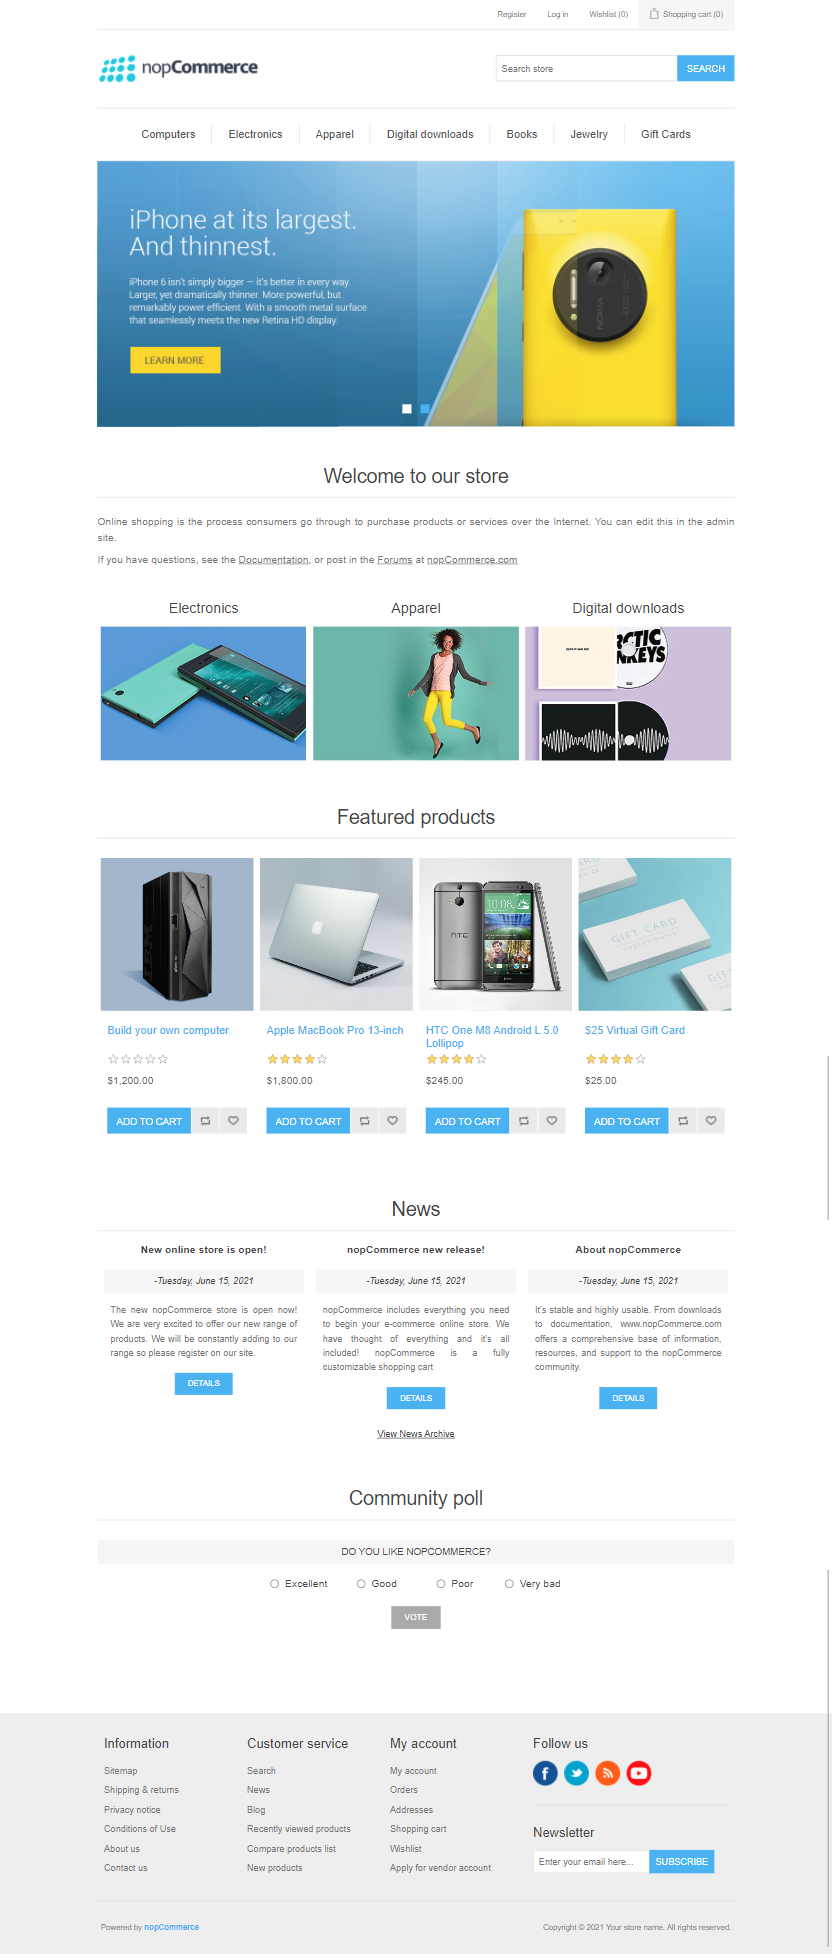 Register Log in Wishlist (0) Shopping cart (0)
nopCommerce
Search store SEARCH
Computers Electronics Apparel Digital downloads Books Jewelry Gift Cards
iPhone at its largest.
And thinnest.
iPhone 6 isn't simply bigger – it's better in every way.
Larger, yet dramatically thinner. More powerful, but
remarkably power efficient. With a smooth metal surface
that seamlessly meets the new Retina HD display.
LEARN MORE
NOKIA
Welcome to our store
Online shopping is the process consumers go through to purchase products or services over the Internet. You can edit this in the admin
site.
If you have questions, see the Documentation, or post in the Forums at nopCommerce.com
Electronics Apparel Digital downloads
NKEYS
Featured products
10:08
hTC
GIFT CARD
nopCommerce
Build your own computer
$1,200.00
ADD TO CART
Apple MacBook Pro 13-inch
$1,800.00
ADD TO CART
HTC One M8 Android L 5.0
Lollipop
$245.00
ADD TO CART
$25 Virtual Gift Card
$25.00
ADD TO CART
News
New online store is open!
-Tuesday, June 15, 2021
The new nopCommerce store is open now!
We are very excited to offer our new range of
products. We will be constantly adding to our
range so please register on our site.
DETAILS
nopCommerce new release!
-Tuesday, June 15, 2021
nopCommerce includes everything you need
to begin your e-commerce online store. We
have thought of everything and it's all
included! nopCommerce is a fully
customizable shopping cart
DETAILS
About nopCommerce
-Tuesday, June 15, 2021
It's stable and highly usable. From downloads
to documentation, www.nopCommerce.com
offers a comprehensive base of information,
resources, and support to the nopCommerce
community.
DETAILS
View News Archive
Community poll
DO YOU LIKE NOPCOMMERCE?
Excellent Good Poor Very bad
VOTE
Information
Sitemap
Shipping & returns
Privacy notice
Conditions of Use
About us
Contact us
Customer service
Search
News
Blog
Recently viewed products
Compare products list
New products
My account
My account
Orders
Addresses
Shopping cart
Wishlist
Apply for vendor account
Follow us
Newsletter
Enter your email here... SUBSCRIBE
Powered by nopCommerce
Copyright © 2021 Your store name. All rights reserved.